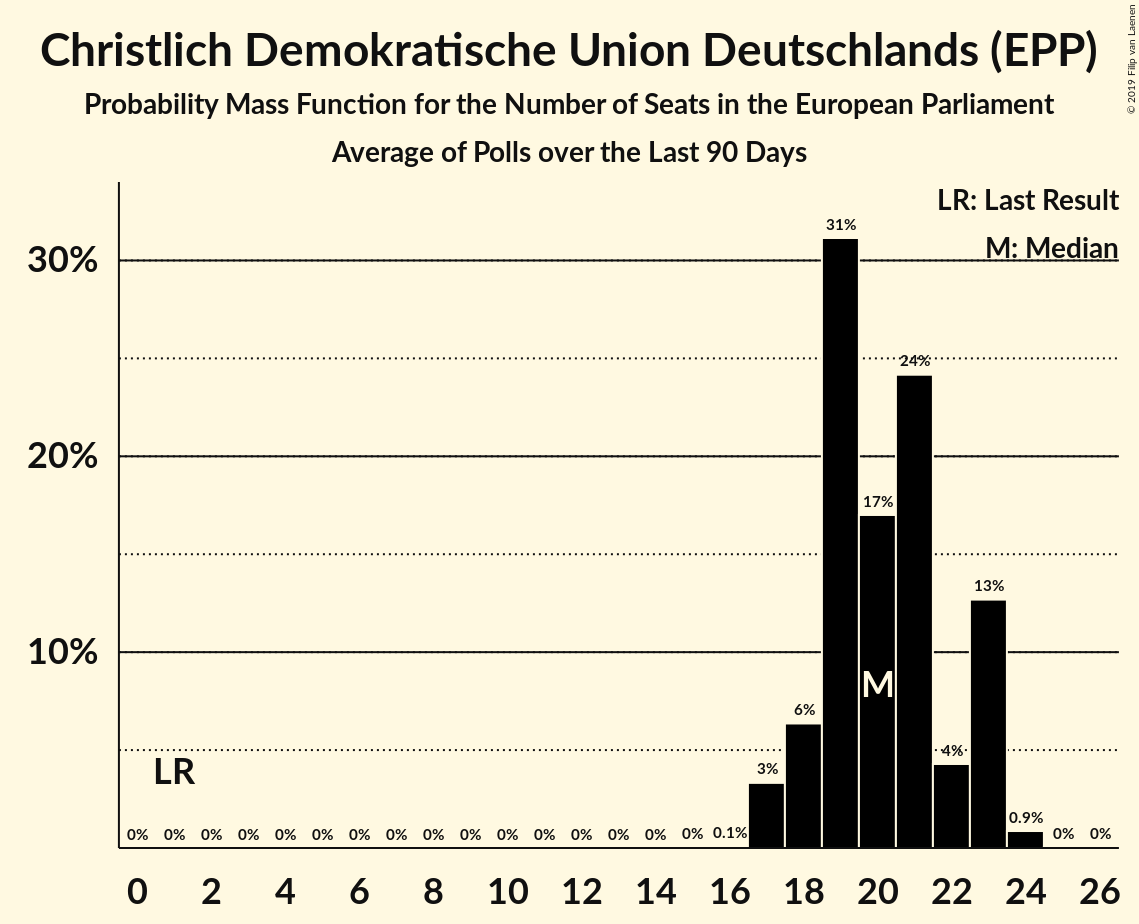 Christlich Demokratische Union Deutschlands (EPP)
Probability Mass Function for the Number of Seats in the European Parliament
Average of Polls over the Last 90 Days
© 2019 Filip van Laenen
LR: Last Result
M: Median
30%
20%
10%
31%
24%
17%
13%
6%
4%
3%
0.9%
M
LR
0% 0% 0% 0% 0% 0% 0% 0% 0% 0% 0% 0% 0% 0% 0% 0% 0.1% 0% 0%
0 2 4 6 8 10 12 14 16 18 20 22 24 26